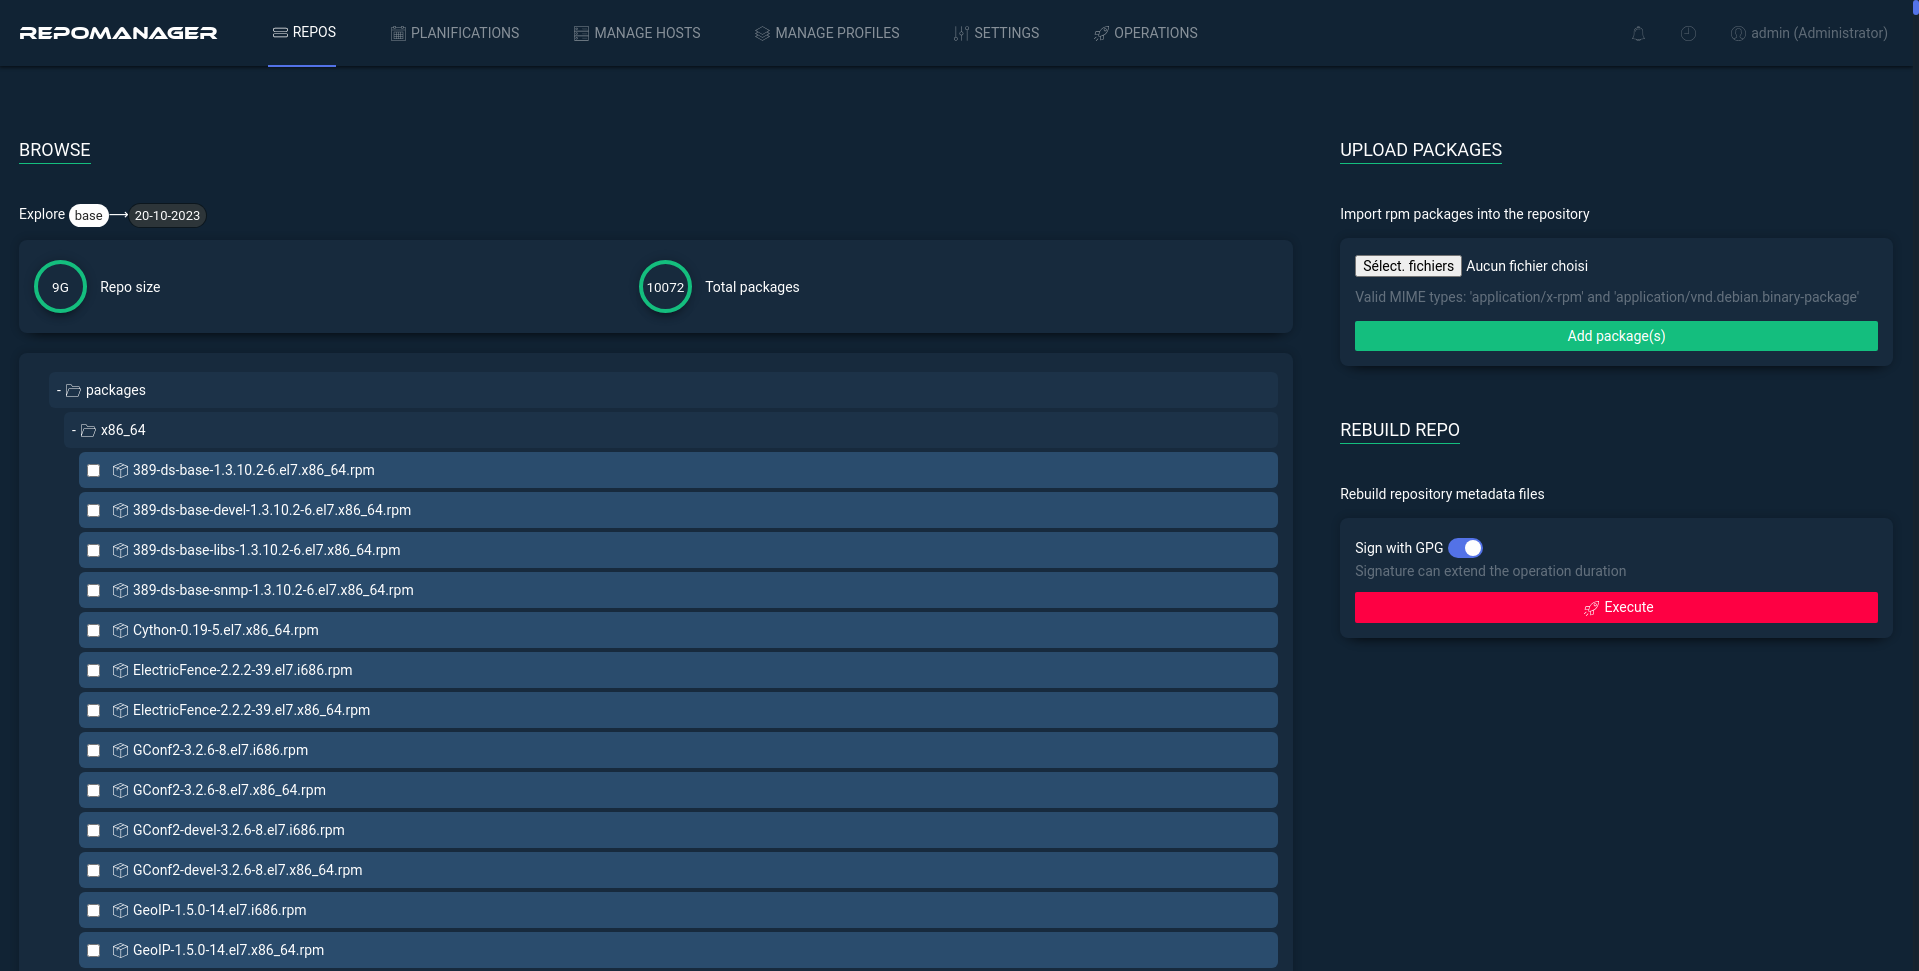 REPOMANAGER
REPOS
PLANIFICATIONS
MANAGE HOSTS
MANAGE PROFILES
SETTINGS
OPERATIONS
admin (Administrator)
BROWSE
Explore base 20-10-2023
9G Repo size
10072 Total packages
- packages
- x86_64
389-ds-base-1.3.10.2-6.el7.x86_64.rpm
389-ds-base-devel-1.3.10.2-6.el7.x86_64.rpm
389-ds-base-libs-1.3.10.2-6.el7.x86_64.rpm
389-ds-base-snmp-1.3.10.2-6.el7.x86_64.rpm
Cython-0.19-5.el7.x86_64.rpm
ElectricFence-2.2.2-39.el7.i686.rpm
ElectricFence-2.2.2-39.el7.x86_64.rpm
GConf2-3.2.6-8.el7.i686.rpm
GConf2-3.2.6-8.el7.x86_64.rpm
GConf2-devel-3.2.6-8.el7.i686.rpm
GConf2-devel-3.2.6-8.el7.x86_64.rpm
GeoIP-1.5.0-14.el7.i686.rpm
GeoIP-1.5.0-14.el7.x86_64.rpm
UPLOAD PACKAGES
Import rpm packages into the repository
Sélect. fichiers Aucun fichier choisi
Valid MIME types: 'application/x-rpm' and 'application/vnd.debian.binary-package'
Add package(s)
REBUILD REPO
Rebuild repository metadata files
Sign with GPG
Signature can extend the operation duration
Execute